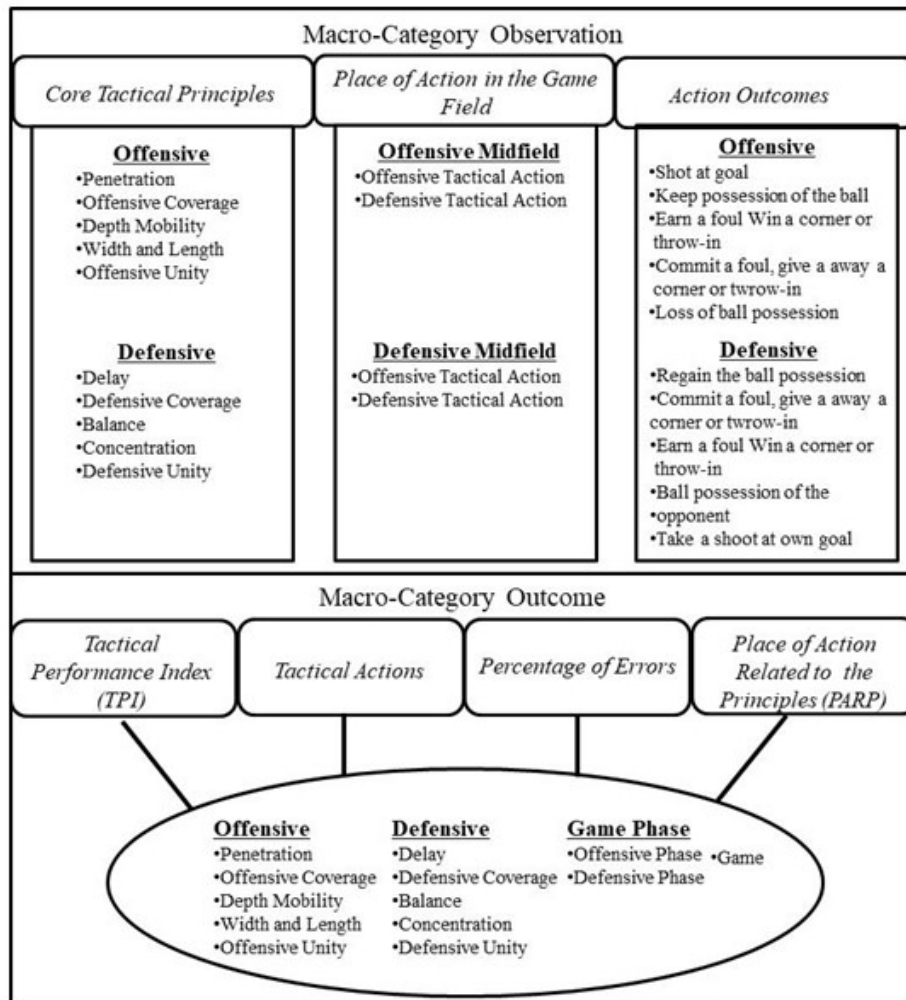 Macro-Category Observation
Core Tactical Principles
Offensive
•Penetration
•Offensive Coverage
•Depth Mobility
•Width and Length
•Offensive Unity
Defensive
•Delay
•Defensive Coverage
•Balance
•Concentration
•Defensive Unity
Place of Action in the Game
Field
Offensive Midfield
•Offensive Tactical Action
•Defensive Tactical Action
Defensive Midfield
•Offensive Tactical Action
•Defensive Tactical Action
Action Outcomes
Offensive
•Shot at goal
•Keep possession of the ball
•Earn a foul Win a corner or
throw-in
•Commit a foul, give a away a
corner or twrow-in
•Loss of ball possession
Defensive
•Regain the ball possession
•Commit a foul, give a away a
corner or twrow-in
•Earn a foul Win a corner or
throw-in
•Ball possession of the
•opponent
•Take a shoot at own goal
Macro-Category Outcome
Tactical
Performance Index
(TPI)
Tactical Actions
Percentage of Errors
Place of Action
Related to the
Principles (PARP)
Offensive
•Penetration
•Offensive Coverage
•Depth Mobility
•Width and Length
•Offensive Unity
Defensive
•Delay
•Defensive Coverage
•Balance
•Concentration
•Defensive Unity
Game Phase
•Offensive Phase
•Defensive Phase
•Game